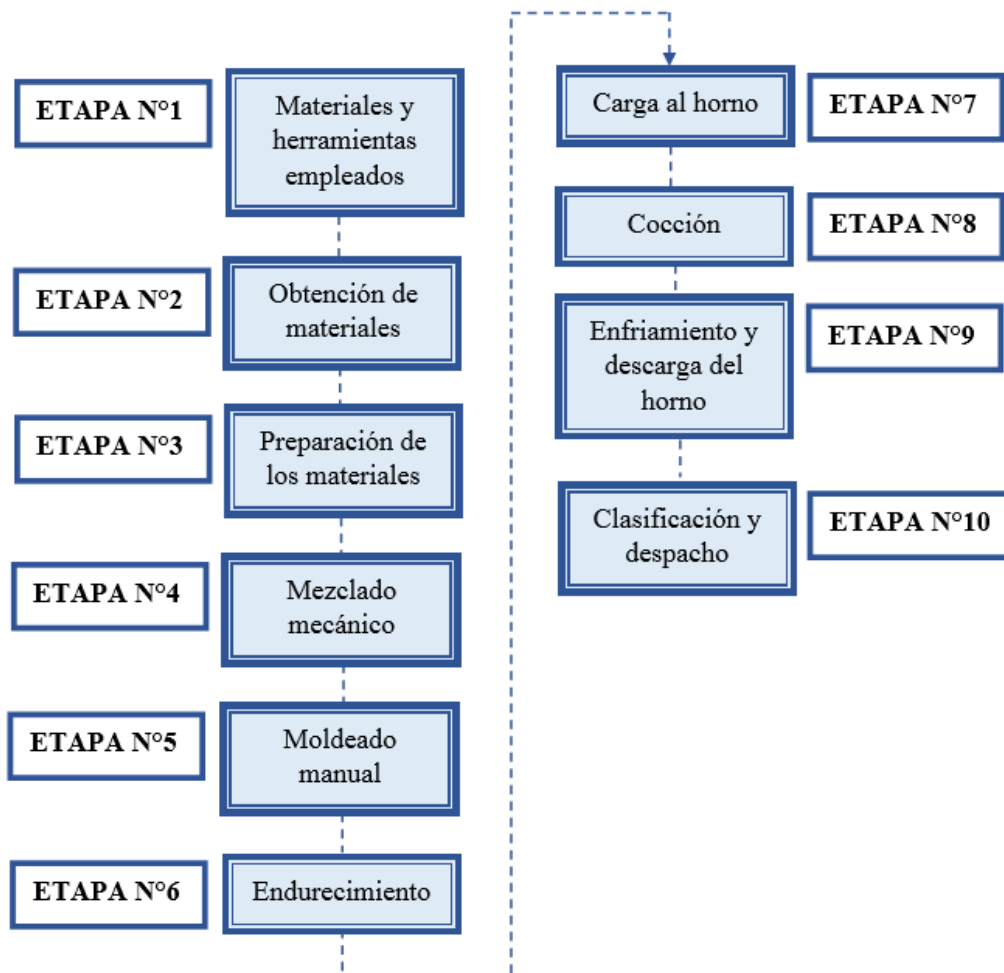 ETAPA N°1
Materiales y
herramientas
empleados
ETAPA N°2
Obtención de
materiales
ETAPA N°3
Preparación de
los materiales
ETAPA N°4
Mezclado
mecánico
ETAPA N°5
Moldeado
manual
ETAPA N°6
Endurecimiento
Carga al horno
ETAPA N°7
Cocción
ETAPA N°8
Enfriamiento y
descarga del
horno
ETAPA N°9
Clasificación y
despacho
ETAPA N°10